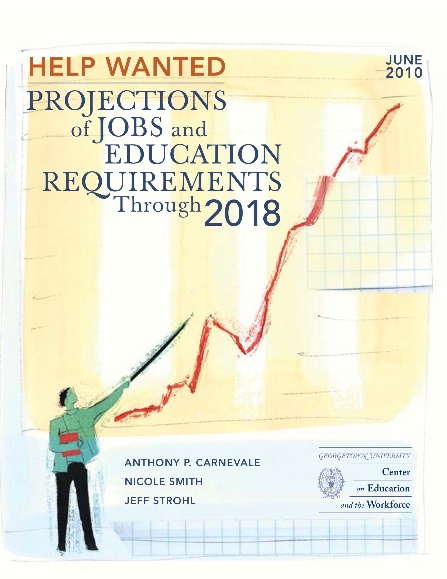 HELP WANTED
JUNE
2010
PROJECTIONS
of JOBS and
EDUCATION
REQUIREMENTS
Through 2018
ANTHONY P. CARNEVALE
NICOLE SMITH
JEFF STROHL
GEORGETOWN UNIVERSITY
Center
on Education
and the Workforce